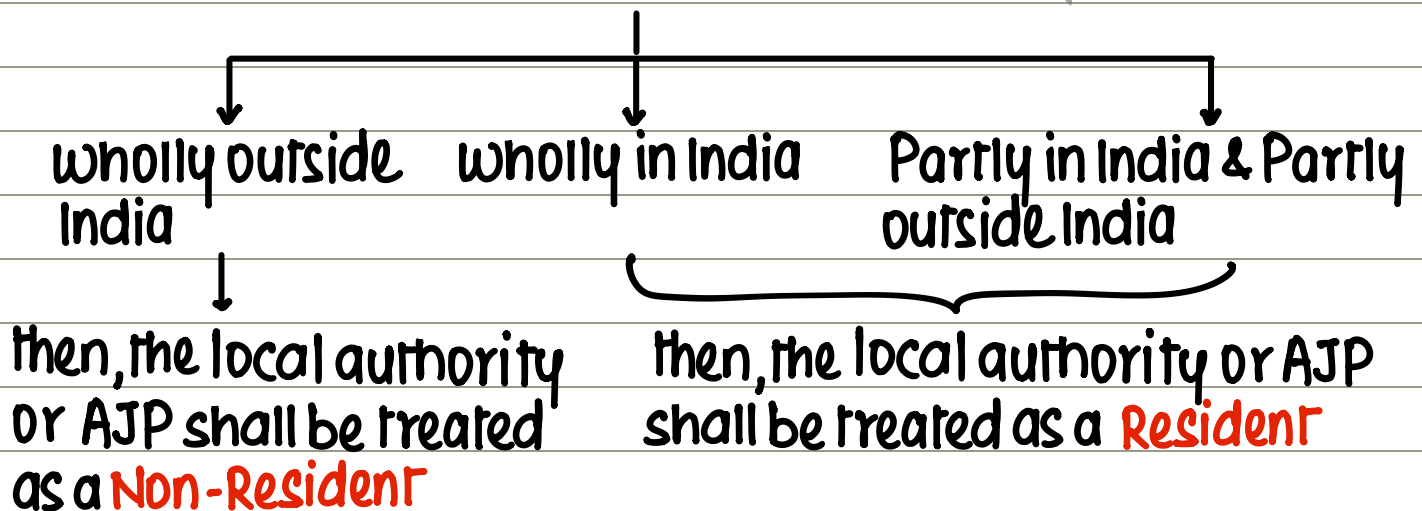 wholly outside India
wholly in India
Partly in India & Partly outside India
then, the local authority
or AJP shall be treated
as a Non-Resident
then, the local authority or AJP
shall be treated as a Resident